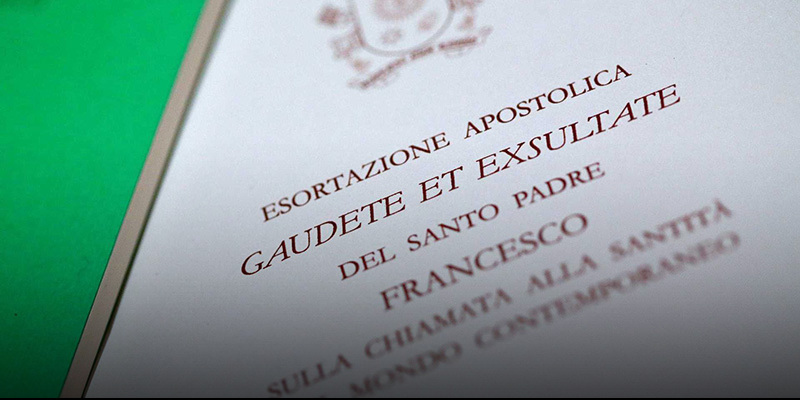 ESORTAZIONE APOSTOLICA
GAUDETE ET EXSULTATE
DEL SANTO PADRE
FRANCESCO
SULLA CHIAMATA ALLA SANTITÀ
MONDO CONTEMPORANEO